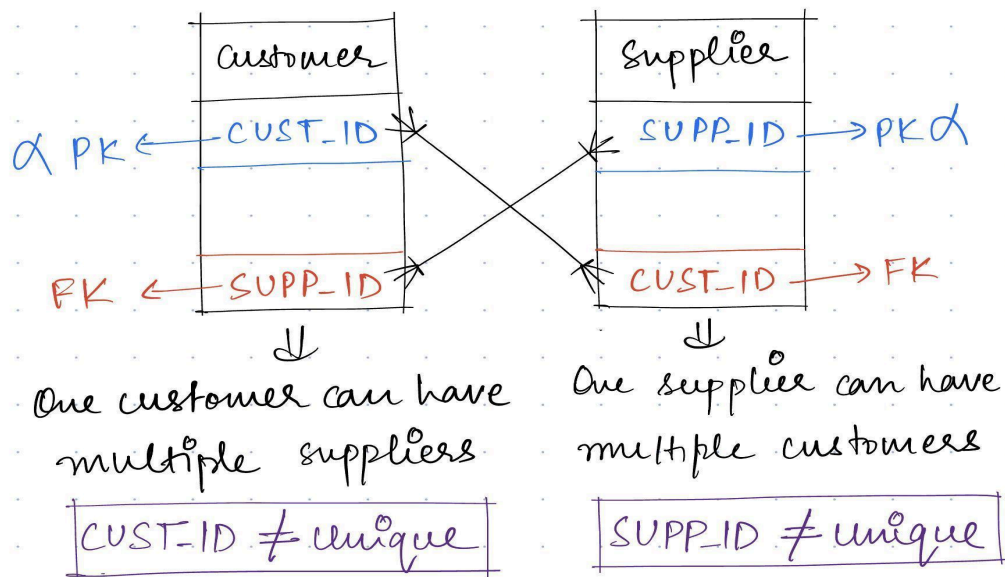 Customer
Supplier
α PK ← CUST_ID
SUPP_ID → PK α
FK ← SUPP_ID
CUST_ID → FK
⇓
⇓
One customer can have
multiple suppliers
One supplier can have
multiple customers
CUST_ID ≠ unique
SUPP_ID ≠ unique